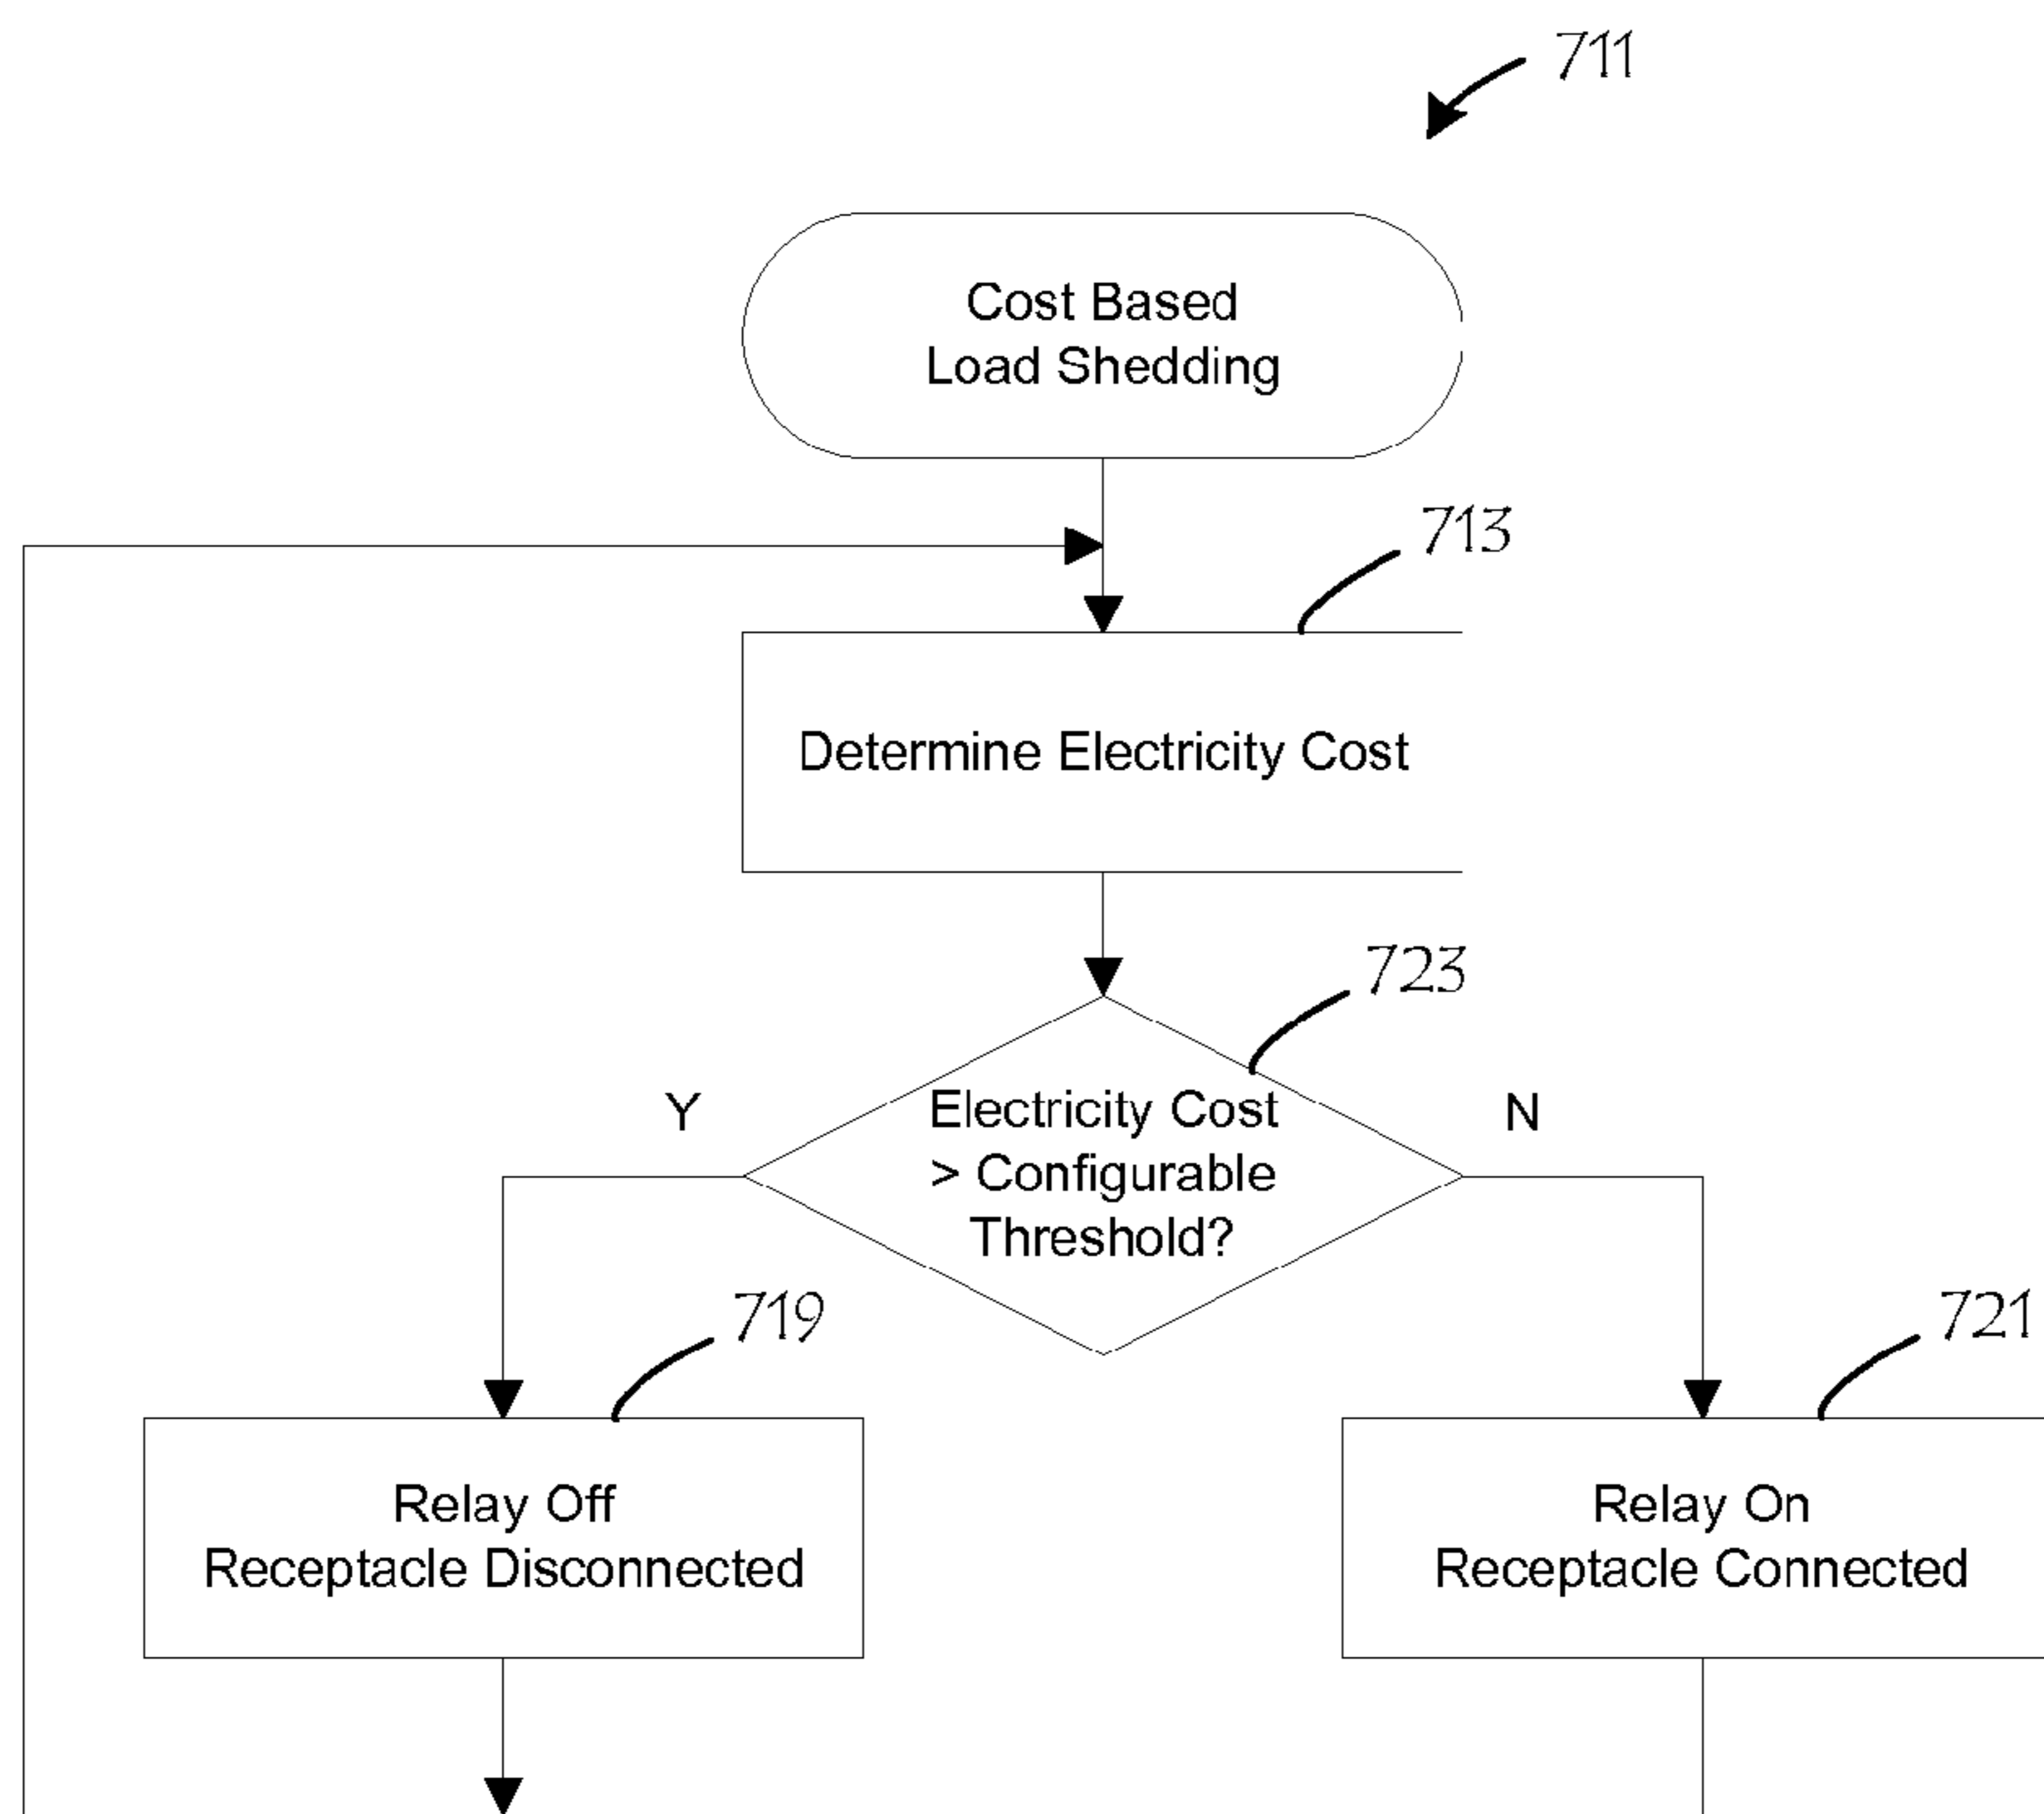 711
Cost Based
Load Shedding
713
Determine Electricity Cost
723
Y
Electricity Cost
> Configurable
Threshold?
N
719
721
Relay Off
Receptacle Disconnected
Relay On
Receptacle Connected